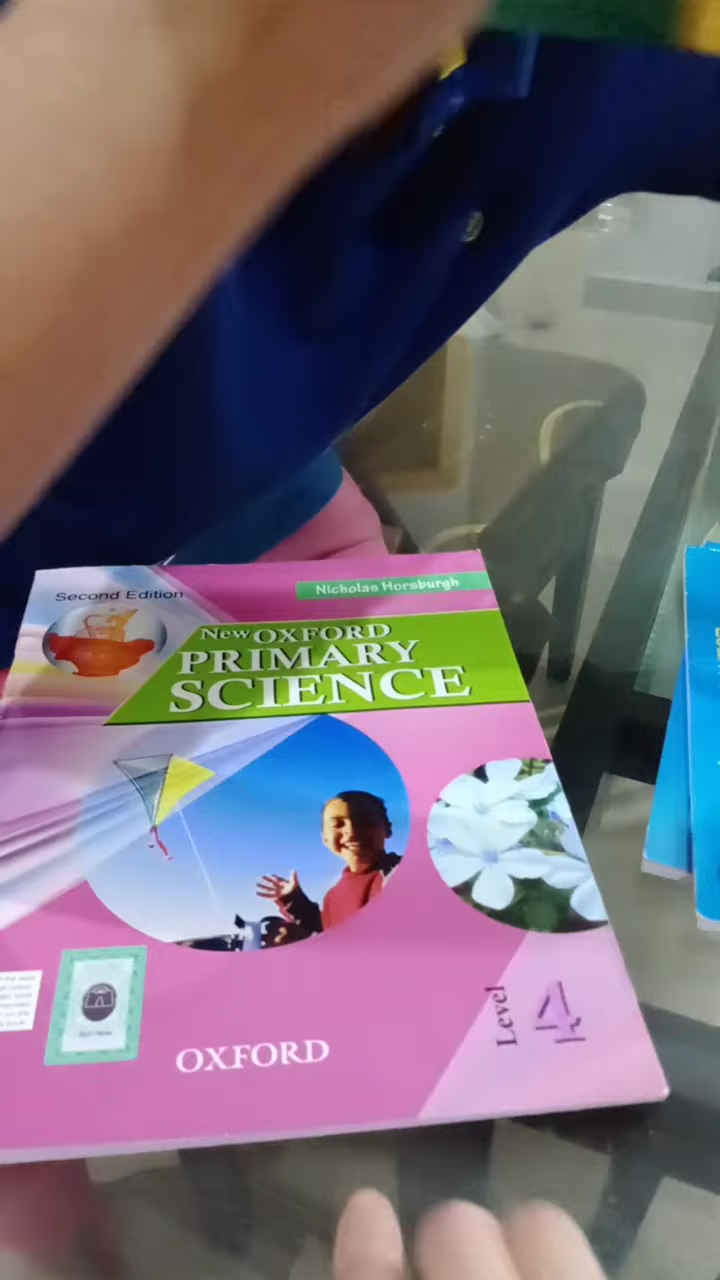 Second Edition
Nicholas Horsburgh
New OXFORD
PRIMARY
SCIENCE
OXFORD
Level 4